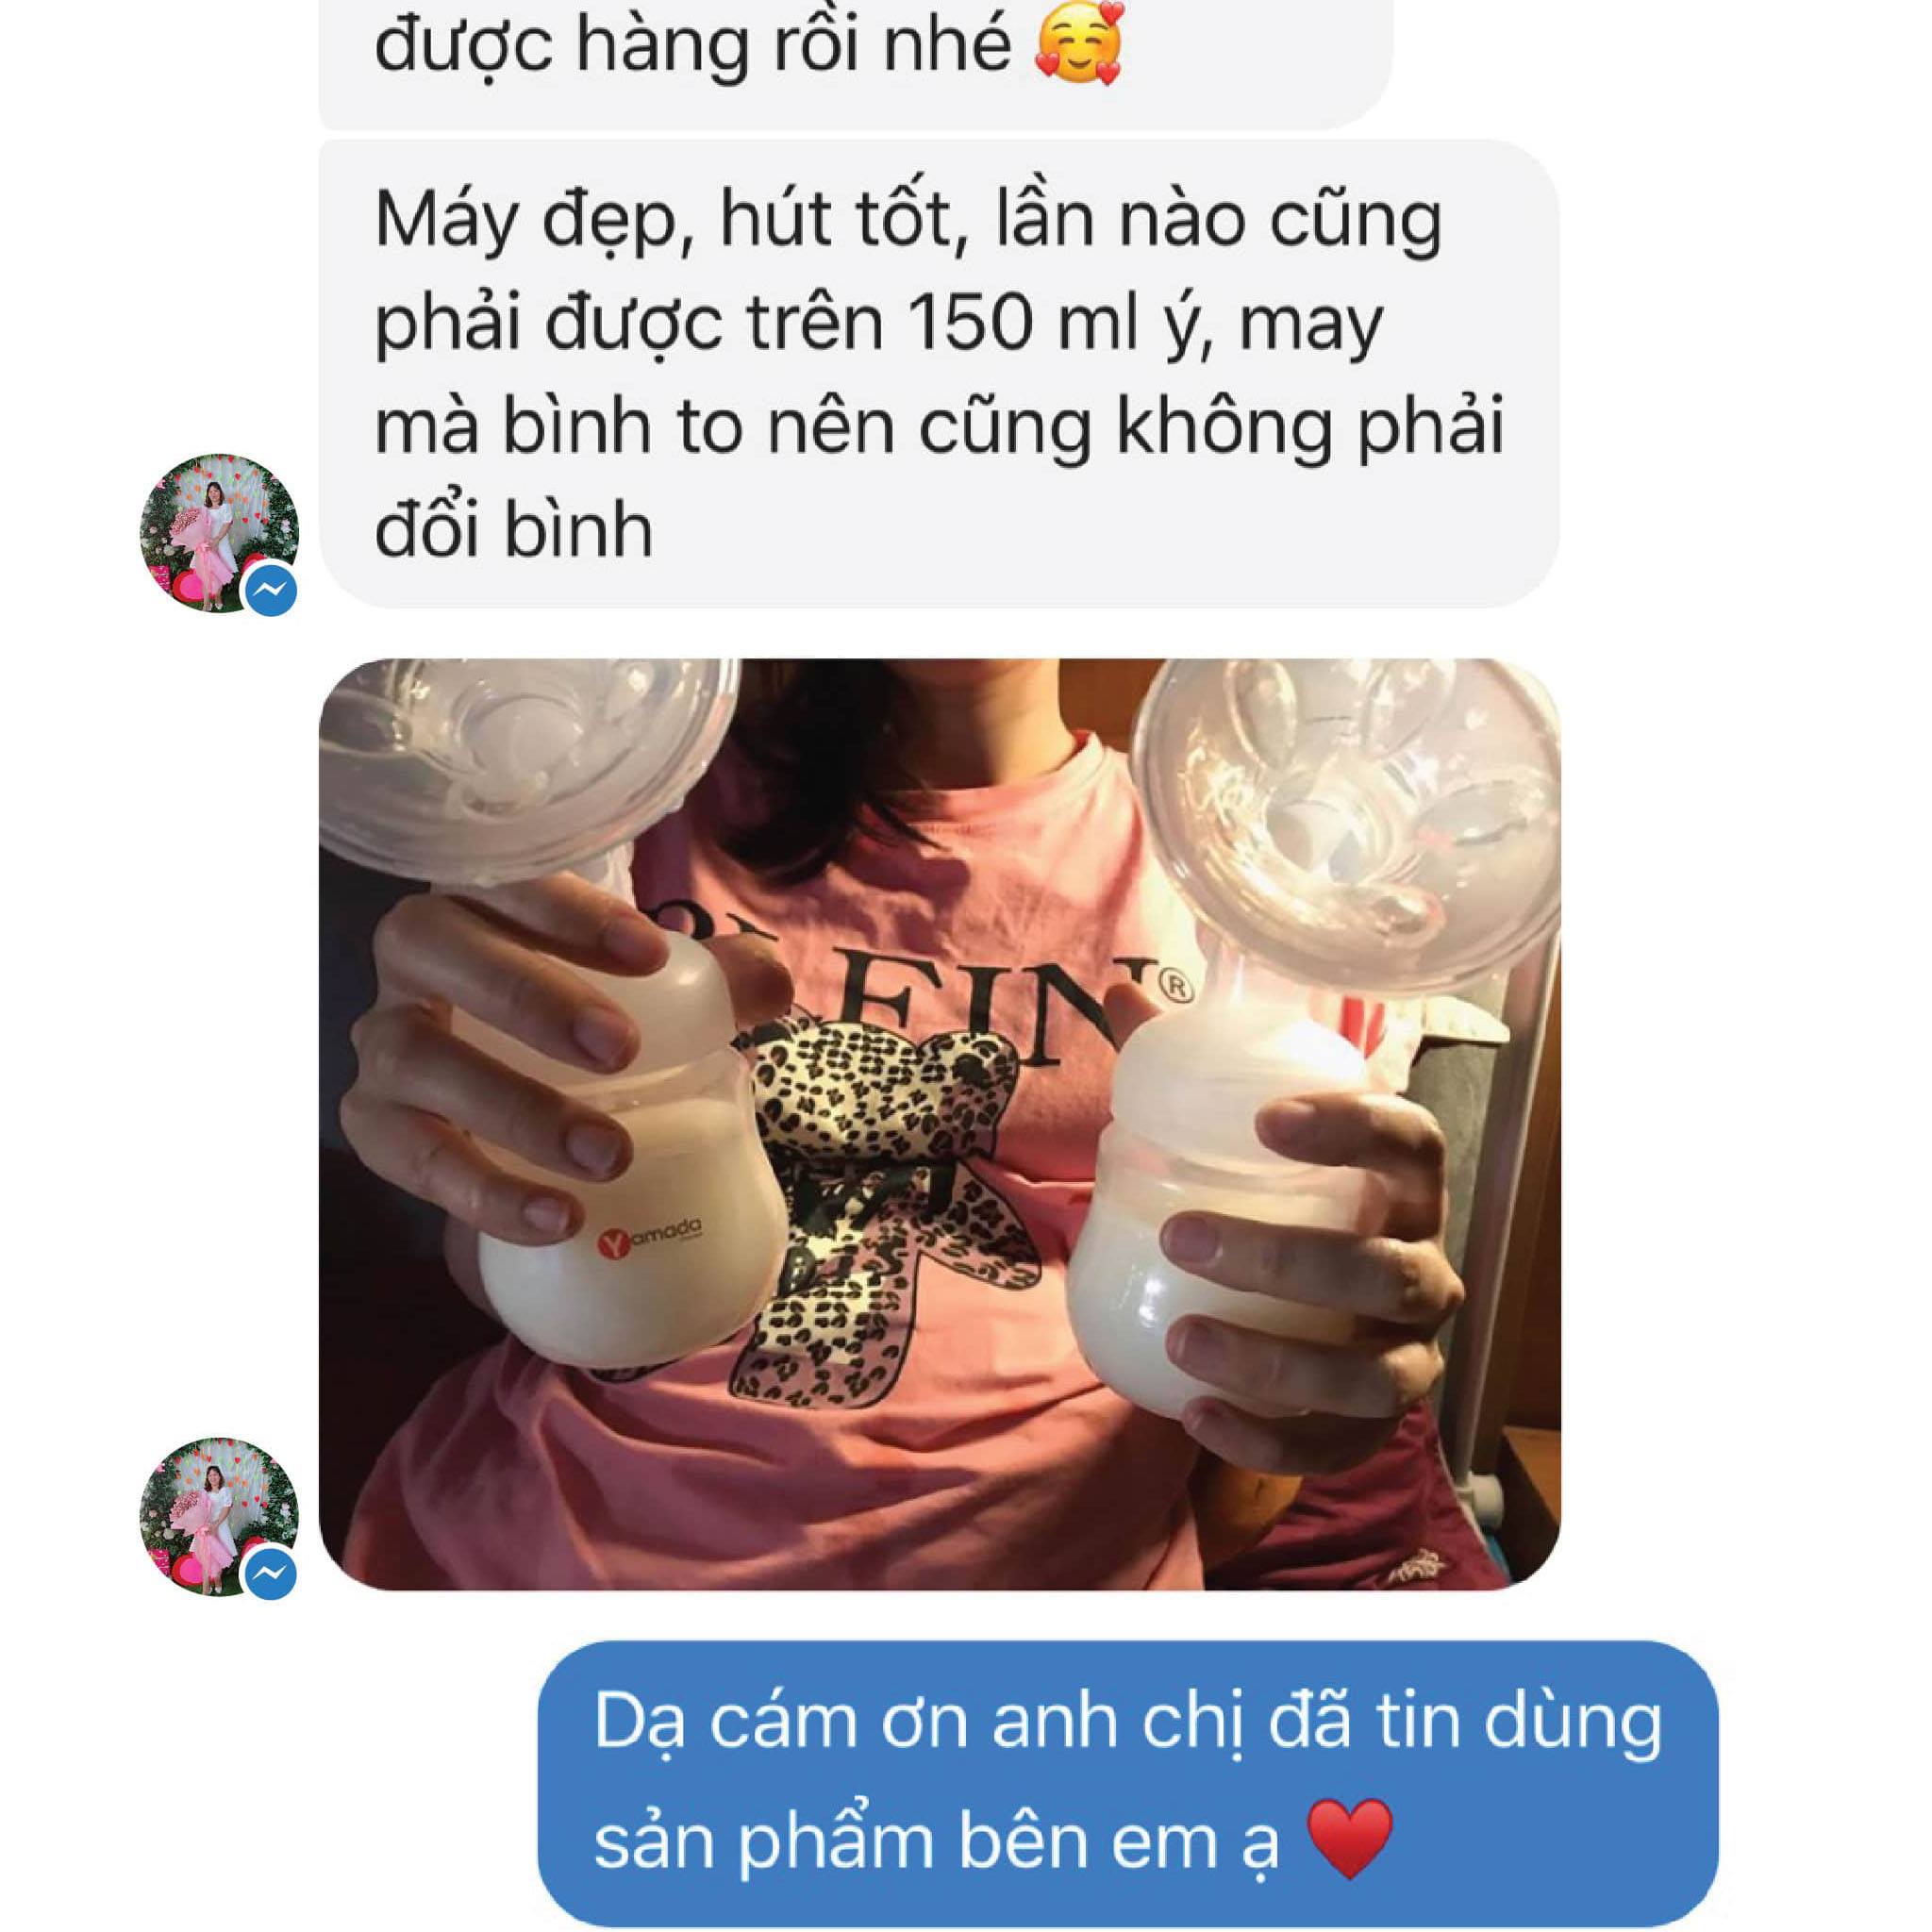 được hàng rồi nhé 🥰
Máy đẹp, hút tốt, lần nào cũng
phải được trên 150 ml ý, may
mà bình to nên cũng không phải
đổi bình
PLEIN®
Yamada
Dạ cám ơn anh chị đã tin dùng
sản phẩm bên em ạ ❤️